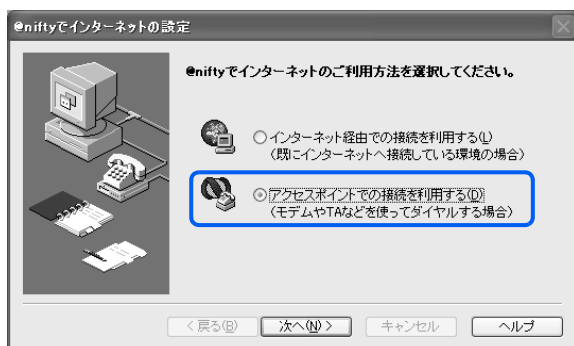 @niftyでインターネットの設定
@niftyでインターネットのご利用方法を選択してください。
インターネット経由での接続を利用する(L)
(既にインターネットへ接続している環境の場合)
アクセスポイントでの接続を利用する(D)
(モデムやTAなどを使ってダイヤルする場合)
<戻る(B) 次へ(N)> キャンセル ヘルプ